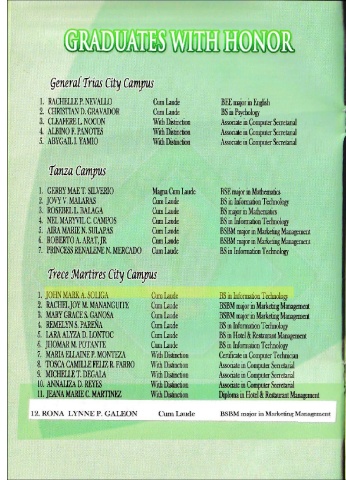 GRADUATES WITH HONOR
General Trias City Campus
1. RACHELLE P. NEVALLO Cum Laude BSE major in English
2. CHRISTIAN D. GRAVADOR Cum Laude BS in Psychology
3. CLEAFERE L. NOCON With Distinction Associate in Computer Secretarial
4. ALBINO F. PANOTES With Distinction Associate in Computer Secretarial
5. ABYGAIL J. YAMIO With Distinction Associate in Computer Secretarial
Tanza Campus
1. GERRY MAE T. SILVERIO Magna Cum Laude BSE major in Mathematics
2. JOVY V. MALABAS Cum Laude BS in Information Technology
3. ROSEBEL L. BALAGA Cum Laude BS major in Mathematics
4. NEL MARYVIL C. CAMPOS Cum Laude BS in Information Technology
5. AIRA MARIE N. SULAPAS Cum Laude BSBM major in Marketing Management
6. ROBERTO A. ARAT, JR. Cum Laude BSBM major in Marketing Management
7. PRINCESS RENALENE N. MERCADO Cum Laude BS in Information Technology
Trece Martires City Campus
1. JOHN MARK A. SOLIGA Cum Laude BS in Information Technology
2. RACHEL JOY M. MANANGUITE Cum Laude BSBM major in Marketing Management
3. MARY GRACE S. GANOSA Cum Laude BSBM major in Marketing Management
4. REMELYN S. PAREÑA Cum Laude BS in Information Technology
5. LARA ALYZA D. LONTOC Cum Laude BS in Hotel & Restaurant Management
6. JHOMAR M. PUTANTE Cum Laude BS in Information Technology
7. MARIA ELLAINE P. MONTEZA With Distinction Certificate in Computer Technician
8. TOSCA CAMILLE FELIZ R. FARRO With Distinction Associate in Computer Secretarial
9. MICHELLE T. DEGALA With Distinction Associate in Computer Secretarial
10. ANNALIZA D. REYES With Distinction Associate in Computer Secretarial
11. JEANA MARIE C. MARTINEZ With Distinction Diploma in Hotel & Restaurant Management
12. RONA LYNNE P. GALEON Cum Laude BSBM major in Marketing Management